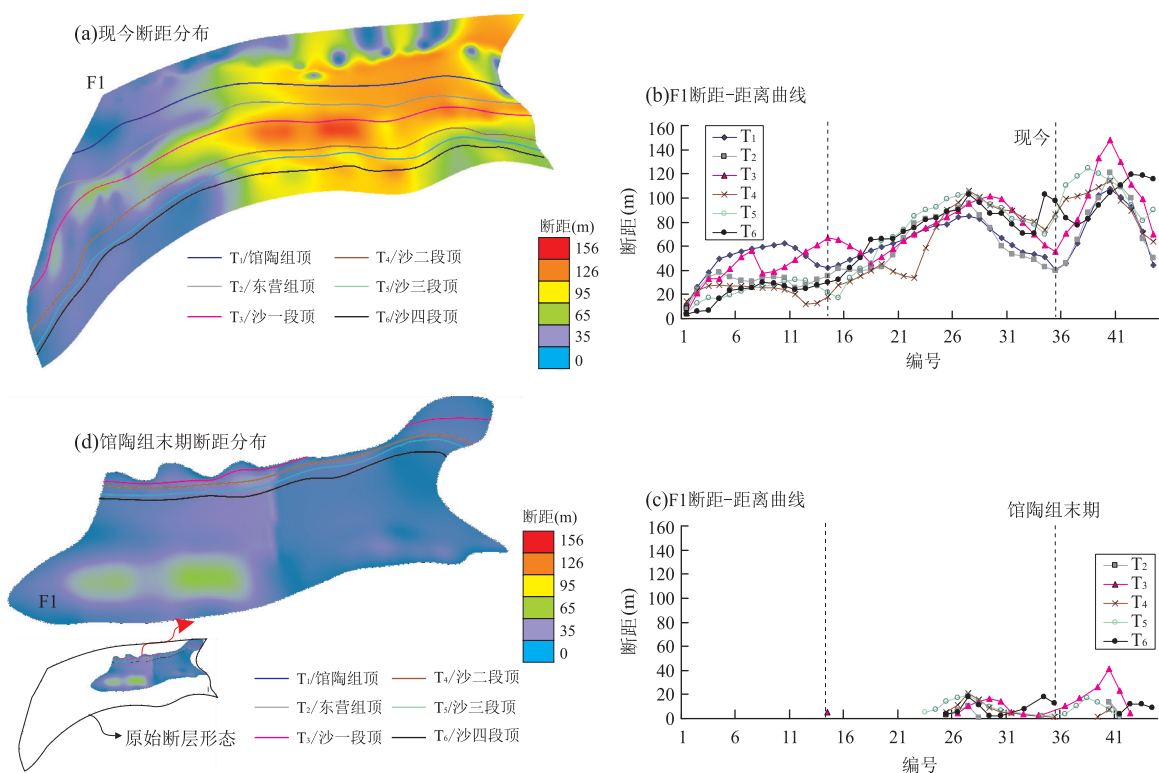 (a)现今断距分布
F1
断距(m)
156
126
95
65
35
0
T1/馆陶组顶
T4/沙二段顶
T2/东营组顶
T5/沙三段顶
T3/沙一段顶
T6/沙四段顶
(b)F1断距-距离曲线
现今
T1
T2
T3
T4
T5
T6
断距(m)
160
140
120
100
80
60
40
20
0
1
6
11
16
21
26
31
36
41
编号
(d)馆陶组末期断距分布
F1
断距(m)
156
126
95
65
35
0
T1/馆陶组顶
T4/沙二段顶
T2/东营组顶
T5/沙三段顶
T3/沙一段顶
T6/沙四段顶
原始断层形态
(c)F1断距-距离曲线
馆陶组末期
T2
T3
T4
T5
T6
断距(m)
160
140
120
100
80
60
40
20
0
1
6
11
16
21
26
31
36
41
编号